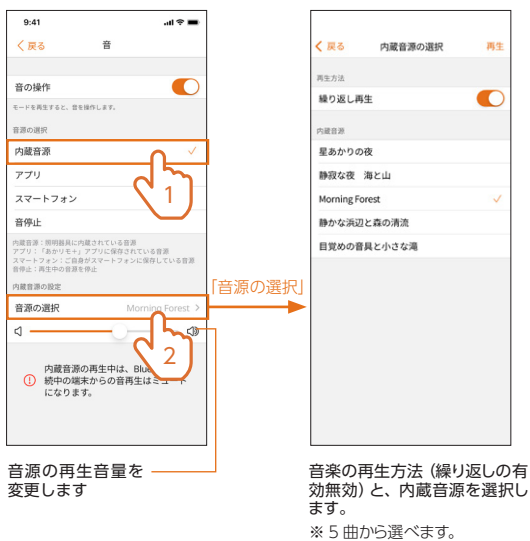 9:41
戻る
音
音の操作
モードを再生すると、音を操作します。
音源の選択
内蔵音源
アプリ
スマートフォン
音停止
内蔵音源：照明器具に内蔵されている音源
アプリ：「あかりモ+」アプリに保存されている音源
スマートフォン：ご自身がスマートフォンに保存している音源
音停止：再生中の音源を停止
内蔵音源の設定
音源の選択 Morning Forest
内蔵音源の再生中は、Blue
続中の端末からの音再生はミュート
になります。
1
2
音源の再生音量を
変更します
「音源の選択」
戻る 内蔵音源の選択 再生
再生方法
繰り返し再生
内蔵音源
星あかりの夜
静寂な夜 海と山
Morning Forest
静かな浜辺と森の清流
目覚めの音具と小さな滝
音楽の再生方法（繰り返しの有
効無効）と、内蔵音源を選択し
ます。
※ 5 曲から選べます。